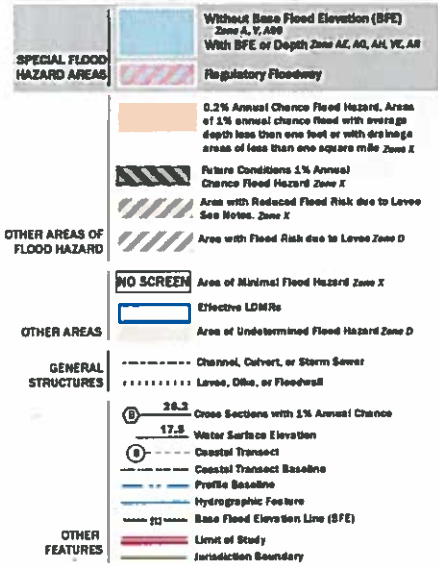 SPECIAL FLOOD
HAZARD AREAS
Without Base Flood Elevation (BFE)
Zone A, V, A99
With BFE or Depth Zone AE, AO, AH, VE, AR
Regulatory Floodway
OTHER AREAS OF
FLOOD HAZARD
0.2% Annual Chance Flood Hazard, Areas
of 1% annual chance flood with average
depth less than one foot or with drainage
areas of less than one square mile Zone X
Future Conditions 1% Annual
Chance Flood Hazard Zone X
Area with Reduced Flood Risk due to Levee
See Notes. Zone X
Area with Flood Risk due to Levee Zone D
OTHER AREAS
NO SCREEN Area of Minimal Flood Hazard Zone X
Effective LOMRs
Area of Undetermined Flood Hazard Zone D
GENERAL
STRUCTURES
Channel, Culvert, or Storm Sewer
Levee, Dike, or Floodwall
OTHER
FEATURES
B 20.2 Cross Sections with 1% Annual Chance
17.5 Water Surface Elevation
8 Coastal Transect
Coastal Transect Baseline
Profile Baseline
Hydrographic Feature
Base Flood Elevation Line (BFE)
Limit of Study
Jurisdiction Boundary